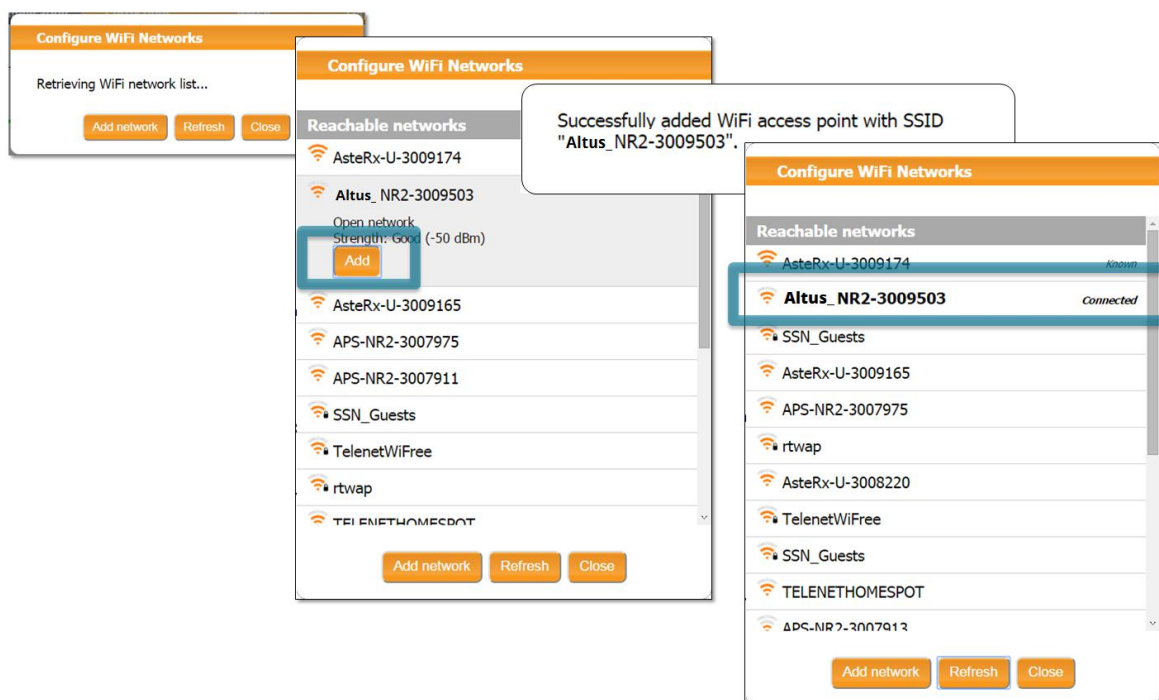 Configure WiFi Networks
Retrieving WiFi network list...
Add network Refresh Close
Configure WiFi Networks
Reachable networks
AsteRx-U-3009174
Altus_ NR2-3009503
Open network
Strength: Good (-50 dBm)
Add
AsteRx-U-3009165
APS-NR2-3007975
APS-NR2-3007911
SSN_Guests
TelenetWiFree
rtwap
TELENETHOMESPOT
Add network Refresh Close
Successfully added WiFi access point with SSID
"Altus_NR2-3009503".
Configure WiFi Networks
Reachable networks
AsteRx-U-3009174 Known
Altus_NR2-3009503 Connected
SSN_Guests
AsteRx-U-3009165
APS-NR2-3007975
rtwap
AsteRx-U-3008220
TelenetWiFree
SSN_Guests
TELENETHOMESPOT
APS-NR2-3007913
Add network Refresh Close